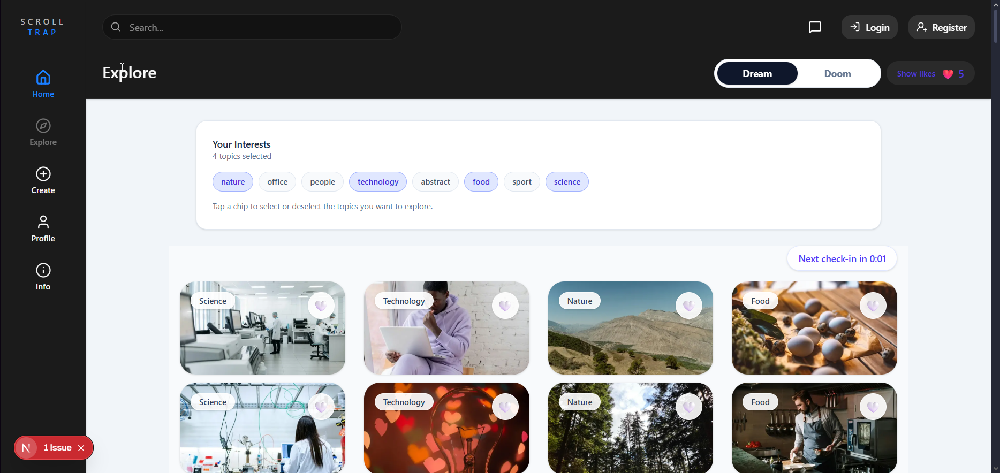 SCROLL
TRAP
Search...
Login
Register
Explore
Dream
Doom
Show likes ❤️ 5
Home
Explore
Create
Profile
Info
Your Interests
4 topics selected
nature
office
people
technology
abstract
food
sport
science
Tap a chip to select or deselect the topics you want to explore.
Next check-in in 0:01
Science
Technology
Nature
Food
Science
Technology
Nature
Food
N
1 Issue